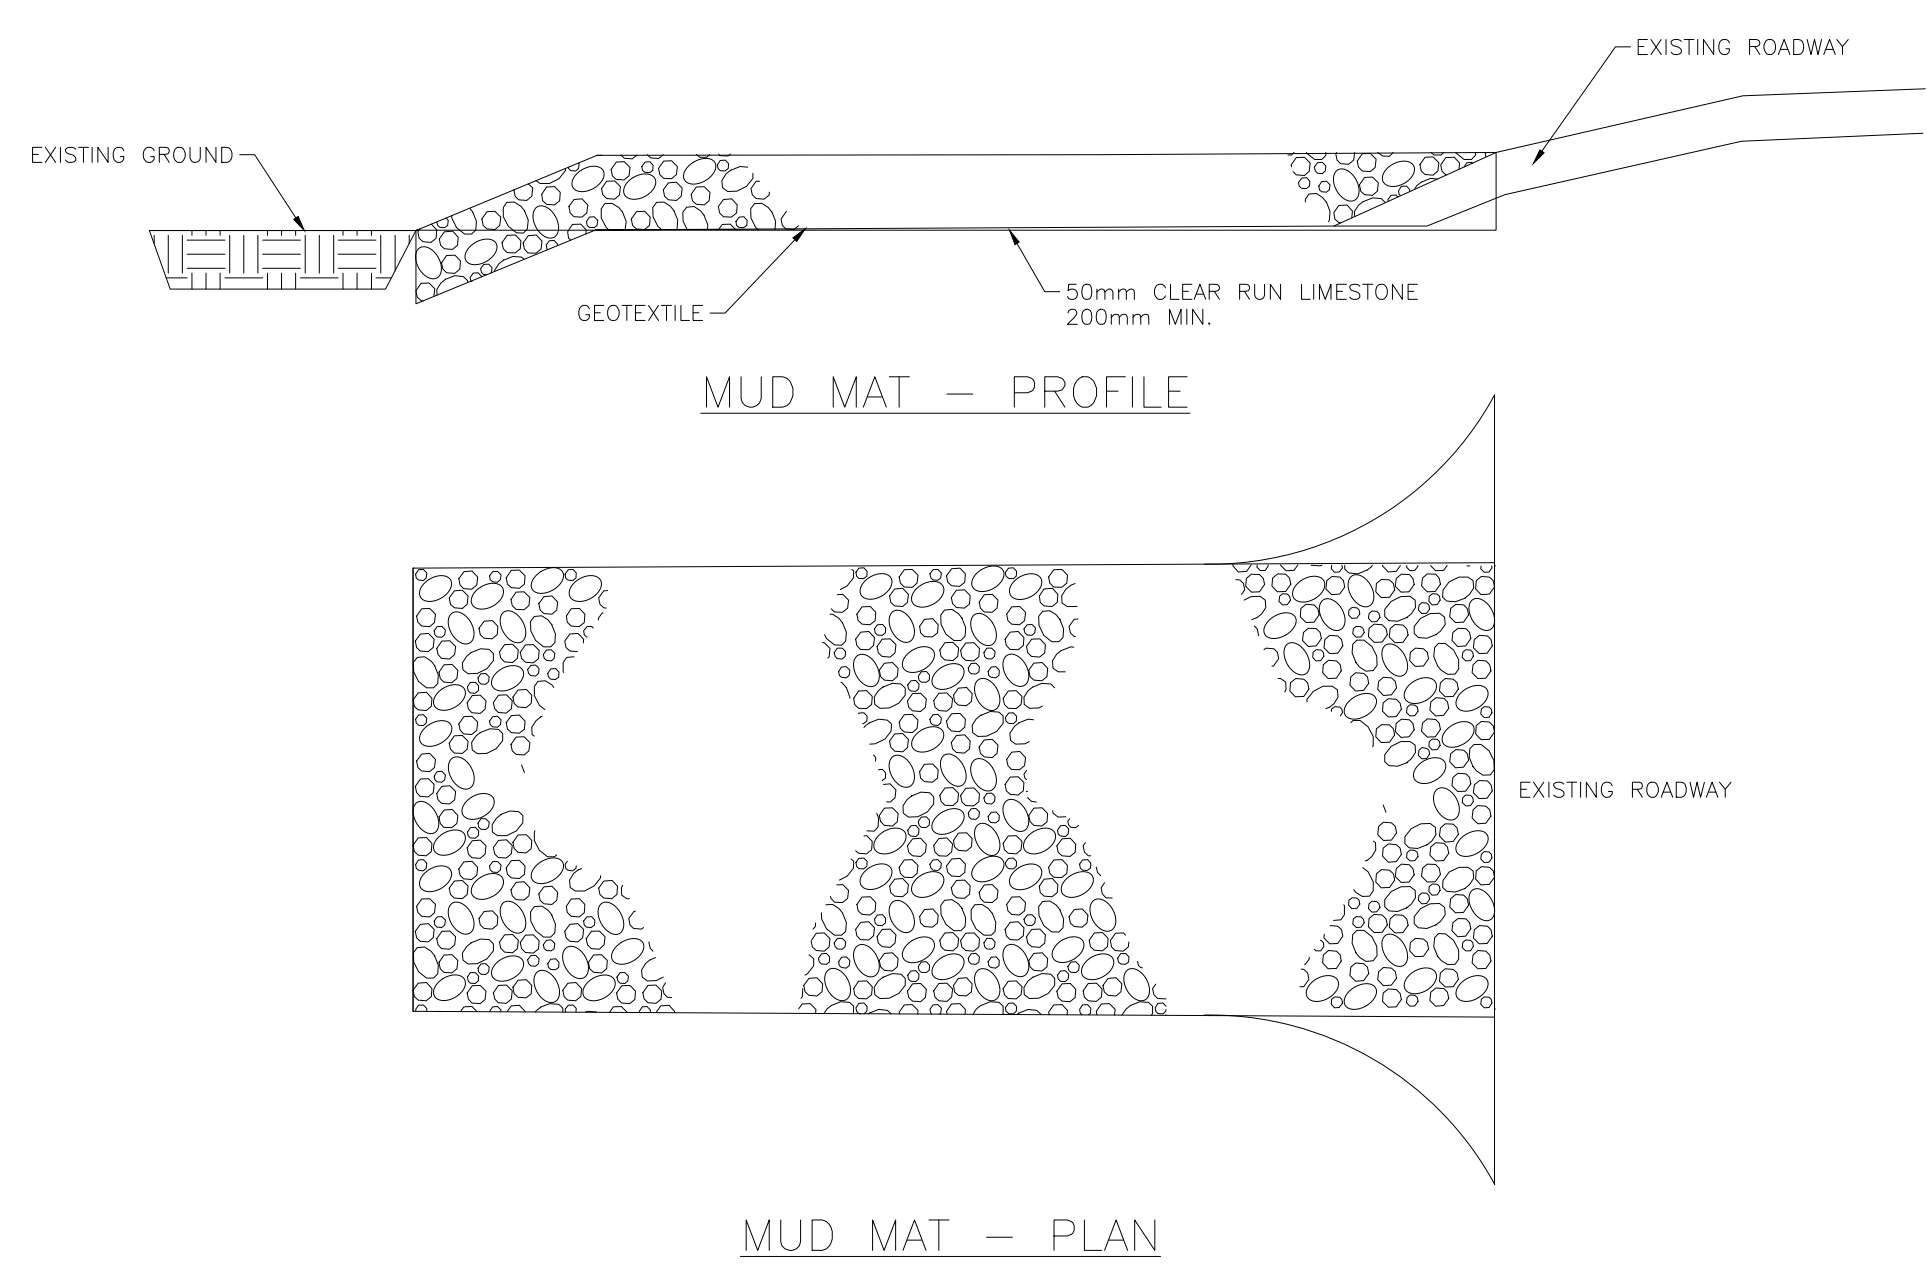 EXISTING ROADWAY
EXISTING GROUND
GEOTEXTILE
50mm CLEAR RUN LIMESTONE
200mm MIN.
MUD MAT - PROFILE
EXISTING ROADWAY
MUD MAT - PLAN